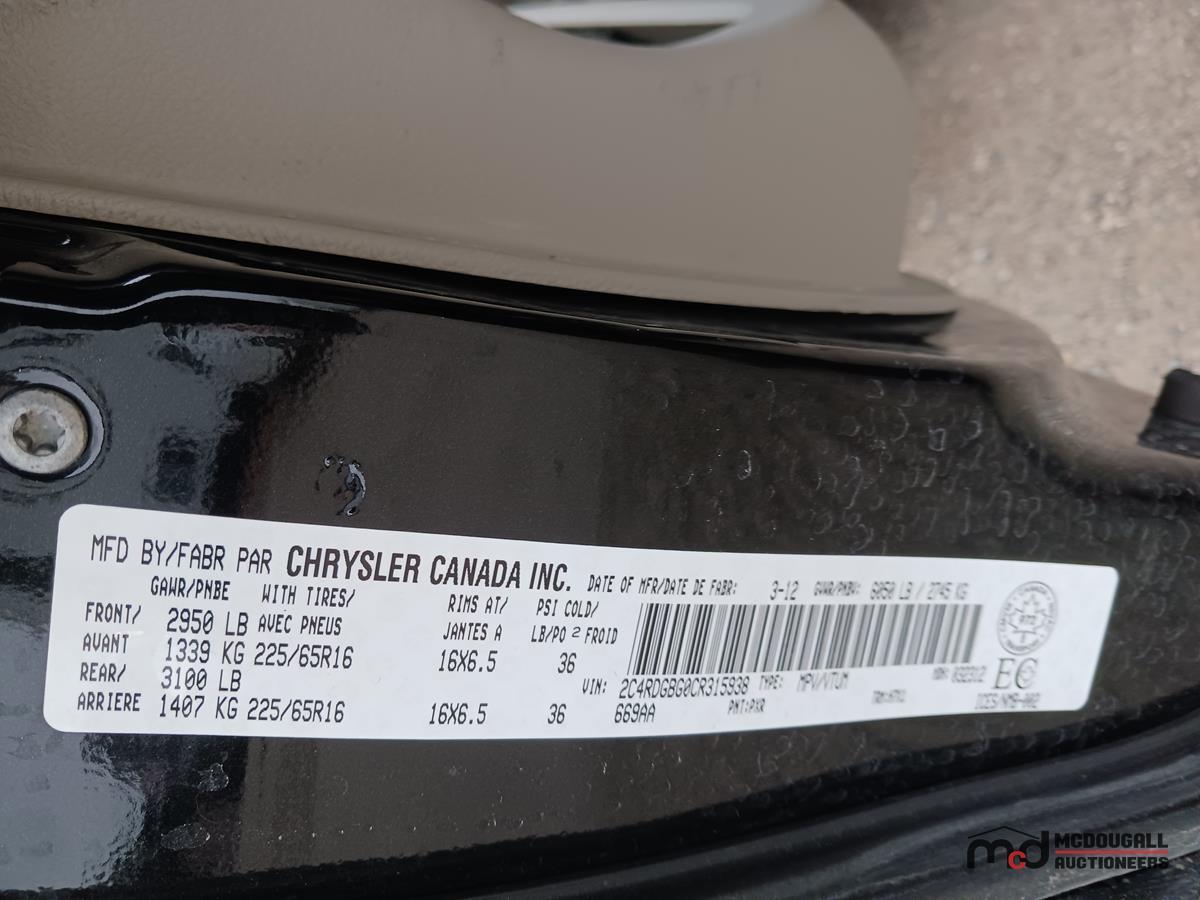 MFD BY/FABR PAR CHRYSLER CANADA INC. DATE OF MFR/DATE DE FABR: 3-12 GVWR/PNBV: 6050 LB / 2745 KG
GAWR/PNBE WITH TIRES/ RIMS AT/ PSI COLD/
FRONT/ 2950 LB AVEC PNEUS JANTES A LB/PO 2 FROID
AVANT 1339 KG 225/65R16 16X6.5 36
REAR/ 3100 LB VIN: 2C4RDGBG0CR315938 TYPE: MPV/VTUM MDH: 032312 EC
ARRIERE 1407 KG 225/65R16 16X6.5 36 669AA PNT:PXR
MCDOUGALL
mcd AUCTIONEERS